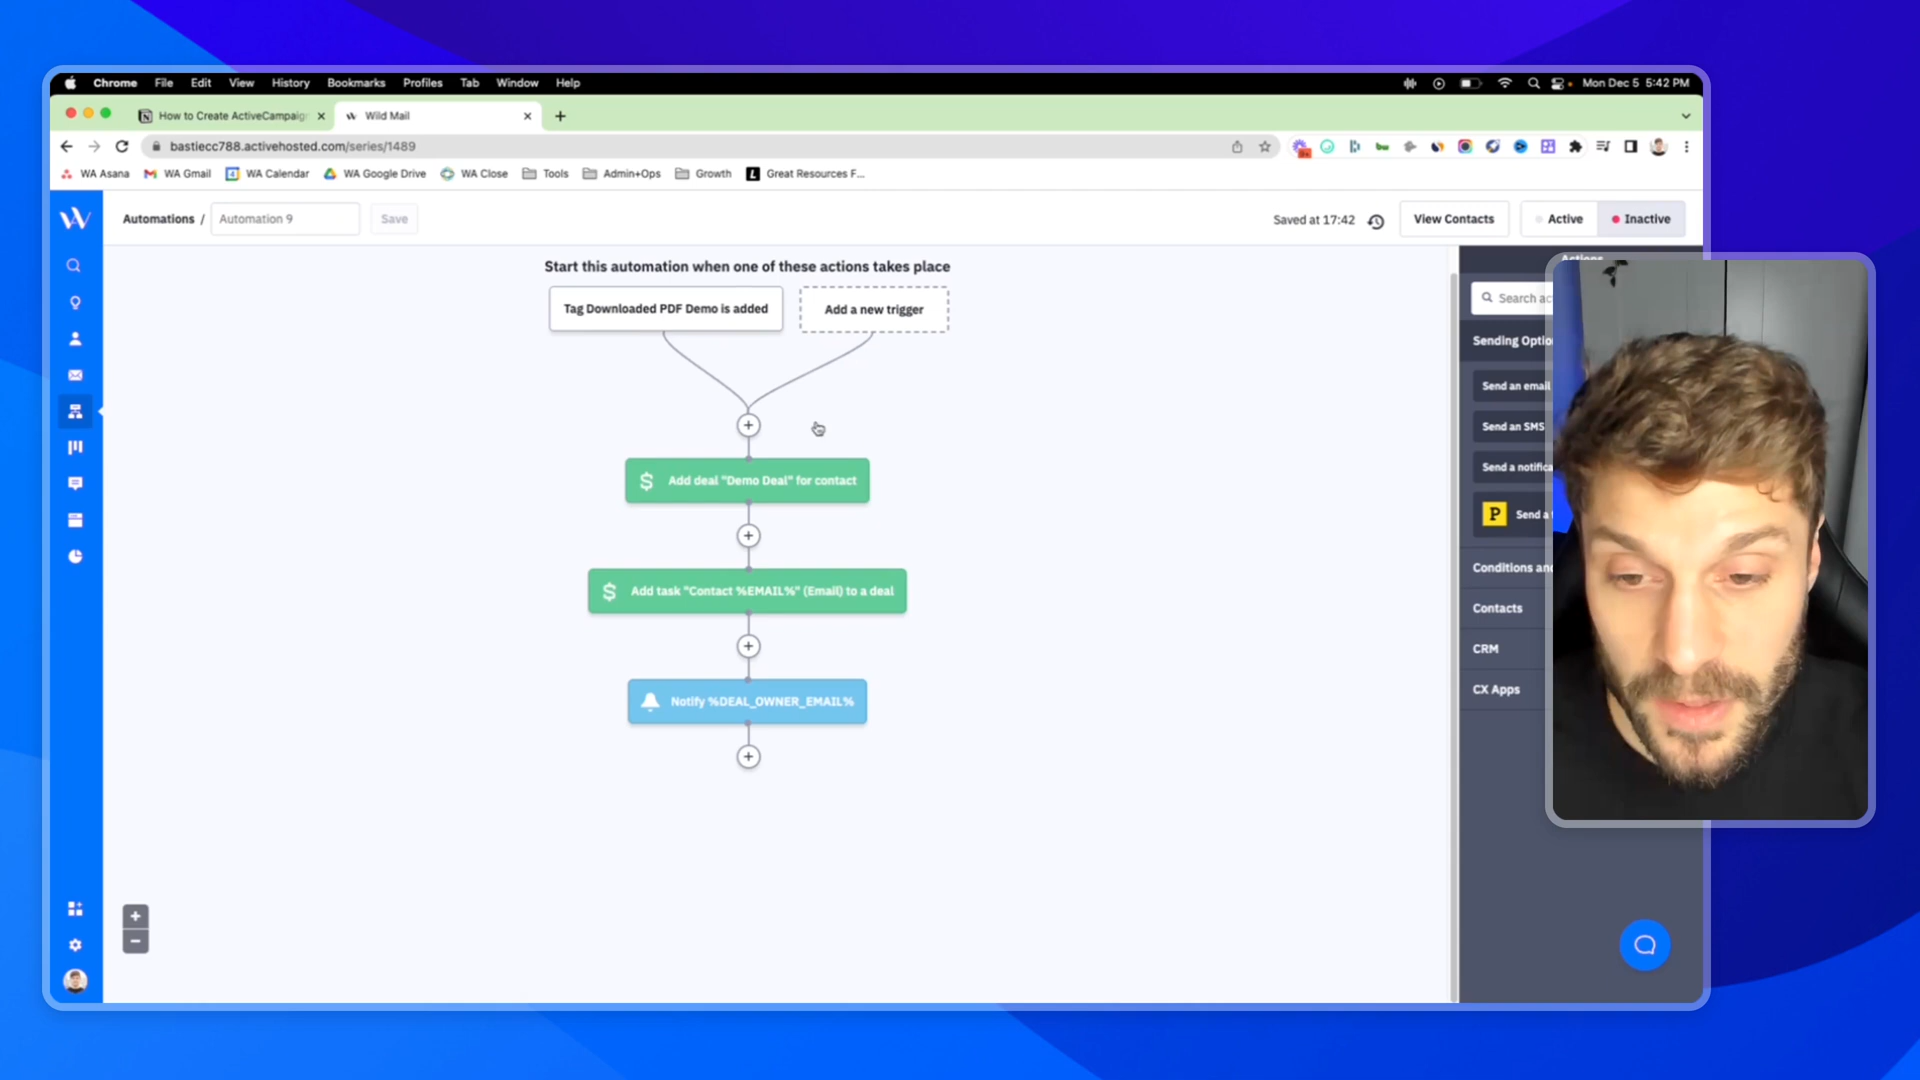 Chrome File Edit View History Bookmarks Profiles Tab Window Help Mon Dec 5 5:42 PM
How to Create ActiveCampaign Wild Mail
bastiecc788.activehosted.com/series/1489
WA Asana WA Gmail WA Calendar WA Google Drive WA Close Tools Admin+Ops Growth Great Resources F...
Automations / Automation 9 Save Saved at 17:42 View Contacts Active Inactive
Start this automation when one of these actions takes place
Tag Downloaded PDF Demo is added Add a new trigger
Add deal "Demo Deal" for contact
Add task "Contact %EMAIL%" (Email) to a deal
Notify %DEAL_OWNER_EMAIL%
Actions
Search ac
Sending Optio
Send an email
Send an SMS
Send a notifica
P Send a
Conditions and
Contacts
CRM
CX Apps